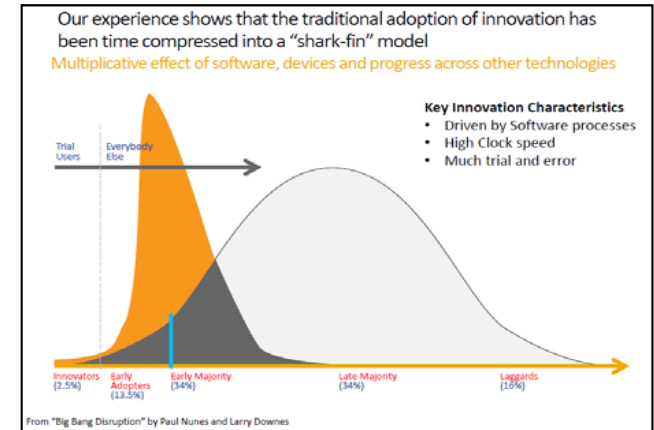 Our experience shows that the traditional adoption of innovation has
been time compressed into a “shark-fin” model
Multiplicative effect of software, devices and progress across other technologies
Key Innovation Characteristics
• Driven by Software processes
• High Clock speed
• Much trial and error
Trial
Users
Everybody
Else
Innovators
(2.5%)
Early
Adopters
(13.5%)
Early Majority
(34%)
Late Majority
(34%)
Laggards
(16%)
From “Big Bang Disruption” by Paul Nunes and Larry Downes